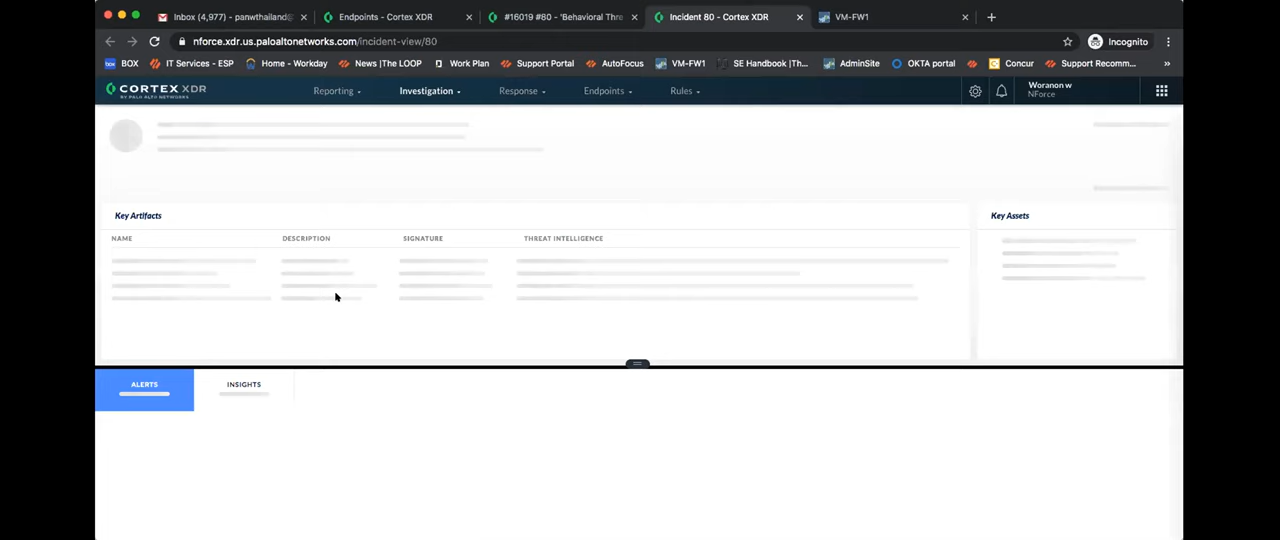 Inbox (4,977) - panwthailand@
Endpoints - Cortex XDR
#16019 #80 - 'Behavioral Thre
Incident 80 - Cortex XDR
VM-FW1
nforce.xdr.us.paloaltonetworks.com/incident-view/80
Incognito
box BOX
IT Services - ESP
Home - Workday
News |The LOOP
Work Plan
Support Portal
AutoFocus
VM-FW1
SE Handbook |Th...
AdminSite
OKTA portal
Concur
Support Recomm...
»
CORTEX XDR
BY PALO ALTO NETWORKS
Reporting
Investigation
Response
Endpoints
Rules
Woranon w
NForce
Key Artifacts
Key Assets
NAME
DESCRIPTION
SIGNATURE
THREAT INTELLIGENCE
ALERTS
INSIGHTS